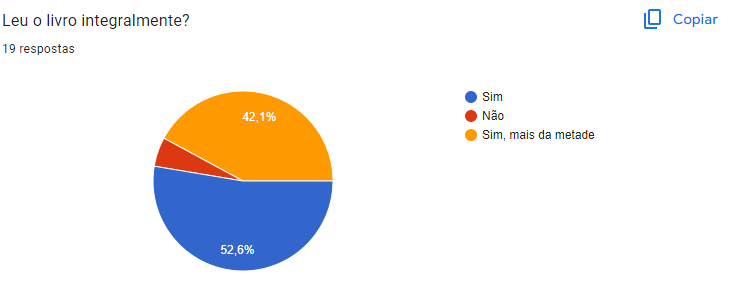 Leu o livro integralmente?
Copiar
19 respostas
42,1%
52,6%
Sim
Não
Sim, mais da metade